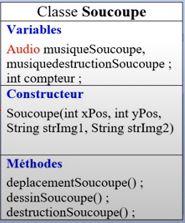 Classe Soucoupe
Variables
Audio musiqueSoucoupe,
musiquedestructionSoucoupe ;
int compteur ;
Constructeur
Soucoupe(int xPos, int yPos,
String strImg1, String strImg2)
Méthodes
deplacementSoucoupe() ;
dessinSoucoupe() ;
destructionSoucoupe() ;